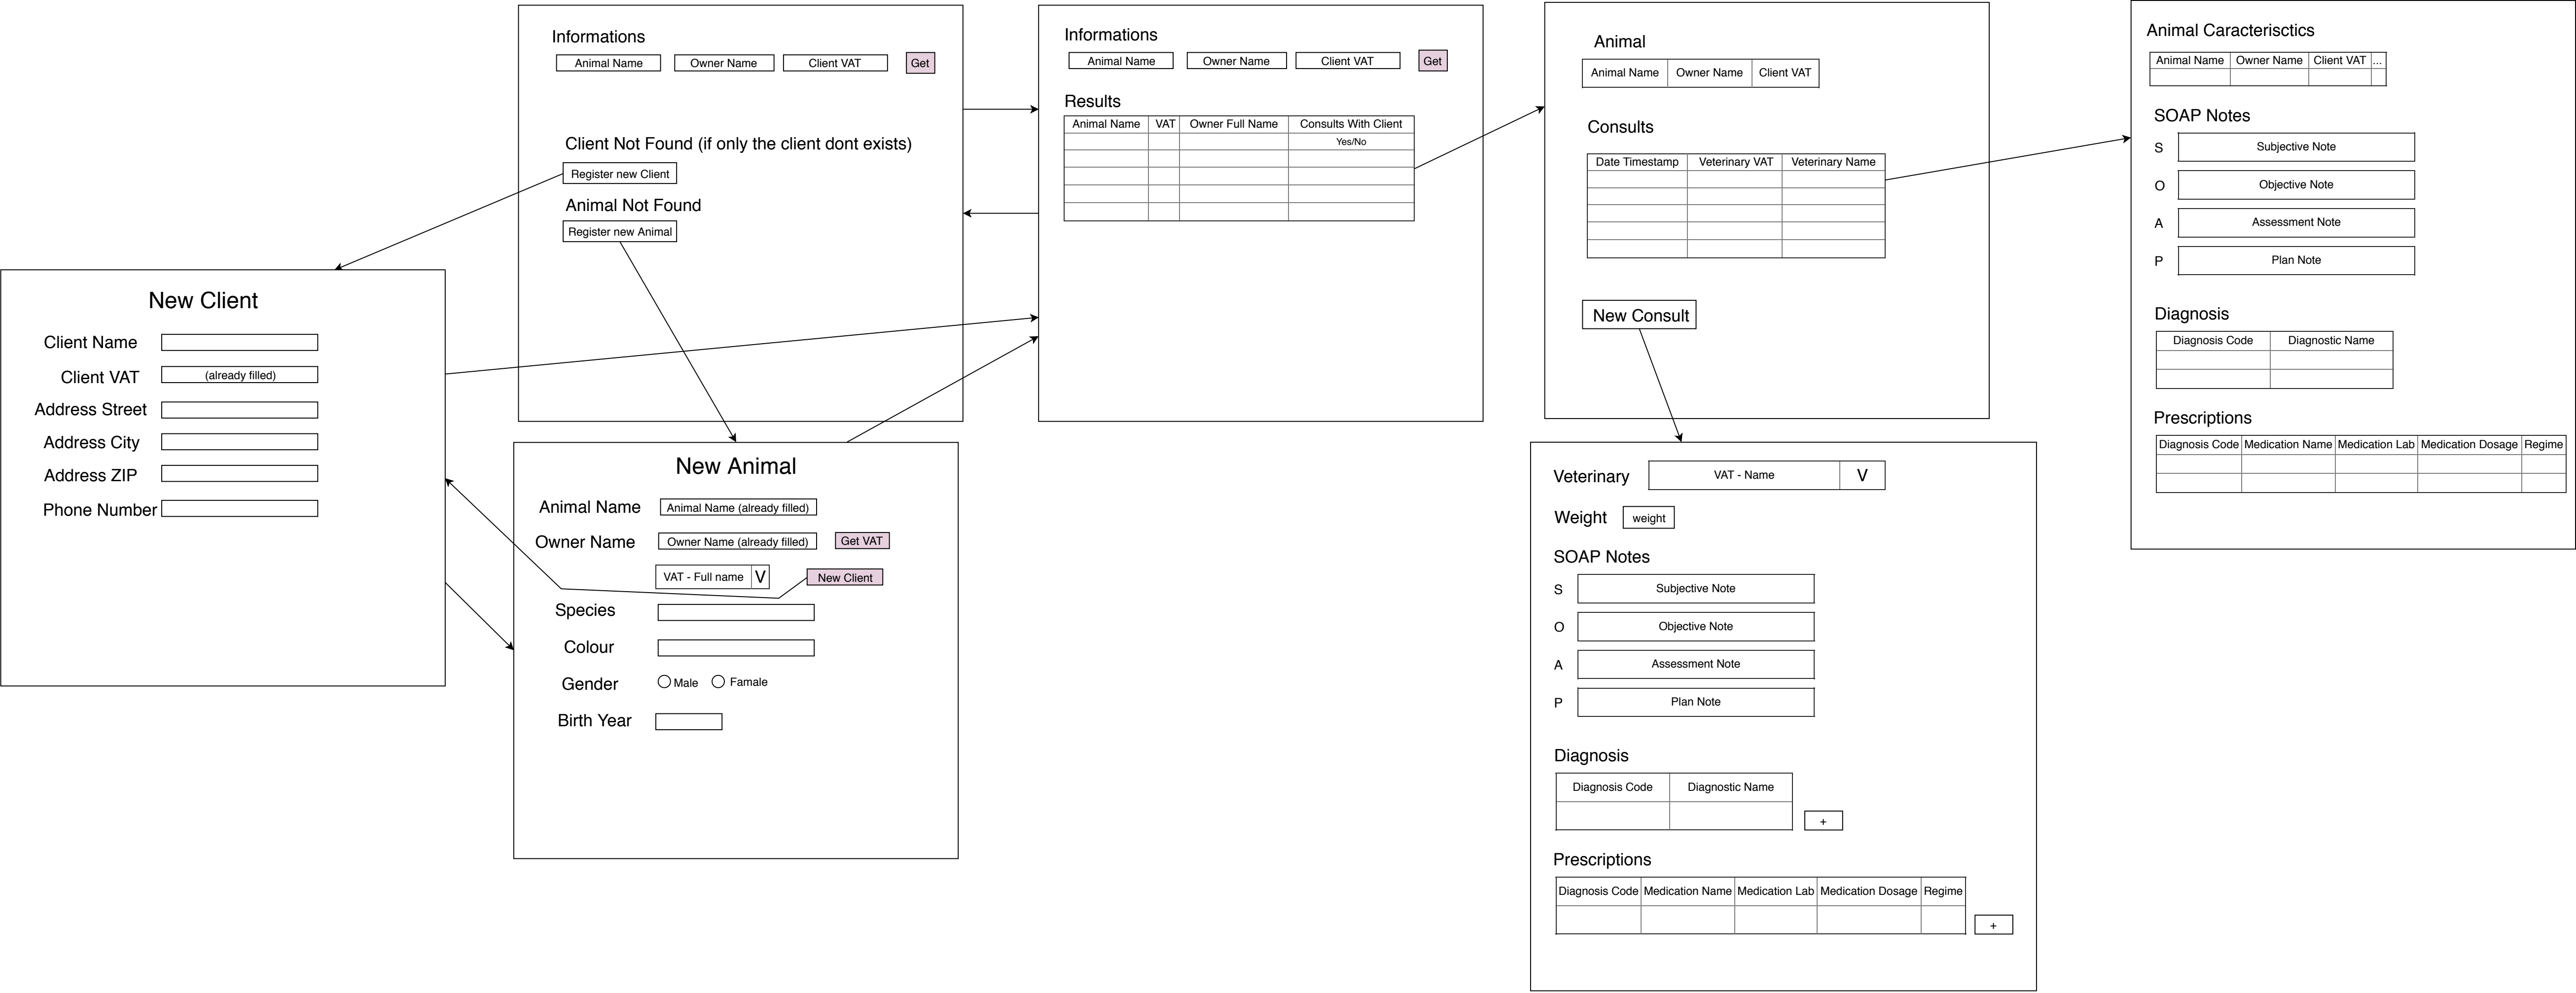 New Client
Client Name
Client VAT (already filled)
Address Street
Address City
Address ZIP
Phone Number
Informations
Animal Name Owner Name Client VAT Get
Client Not Found (if only the client dont exists)
Register new Client
Animal Not Found
Register new Animal
New Animal
Animal Name Animal Name (already filled)
Owner Name Owner Name (already filled) Get VAT
VAT - Full name V New Client
Species
Colour
Gender Male Famale
Birth Year
Informations
Animal Name Owner Name Client VAT Get
Results
Animal Name VAT Owner Full Name Consults With Client
Yes/No
Animal
Animal Name Owner Name Client VAT
Consults
Date Timestamp Veterinary VAT Veterinary Name
New Consult
Veterinary VAT - Name V
Weight weight
SOAP Notes
S Subjective Note
O Objective Note
A Assessment Note
P Plan Note
Diagnosis
Diagnosis Code Diagnostic Name
+
Prescriptions
Diagnosis Code Medication Name Medication Lab Medication Dosage Regime
+
Animal Caracterisctics
Animal Name Owner Name Client VAT ...
SOAP Notes
S Subjective Note
O Objective Note
A Assessment Note
P Plan Note
Diagnosis
Diagnosis Code Diagnostic Name
Prescriptions
Diagnosis Code Medication Name Medication Lab Medication Dosage Regime